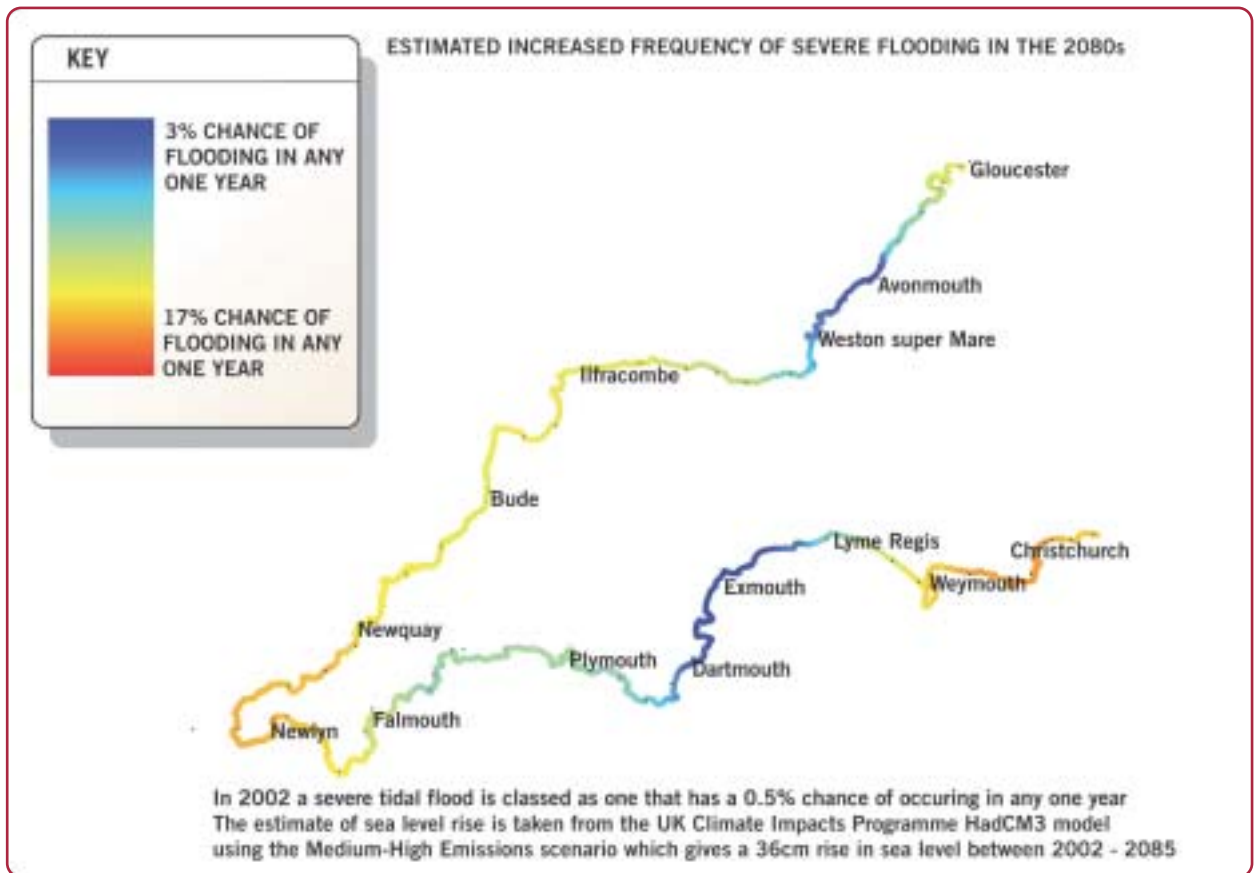 KEY
3% CHANCE OF
FLOODING IN ANY
ONE YEAR
17% CHANCE OF
FLOODING IN ANY
ONE YEAR
ESTIMATED INCREASED FREQUENCY OF SEVERE FLOODING IN THE 2080s
Gloucester
Avonmouth
Weston super Mare
Ilfracombe
Bude
Lyme Regis
Christchurch
Exmouth
Weymouth
Newquay
Plymouth
Dartmouth
Falmouth
Newlyn
In 2002 a severe tidal flood is classed as one that has a 0.5% chance of occuring in any one year
The estimate of sea level rise is taken from the UK Climate Impacts Programme HadCM3 model
using the Medium-High Emissions scenario which gives a 36cm rise in sea level between 2002 - 2085